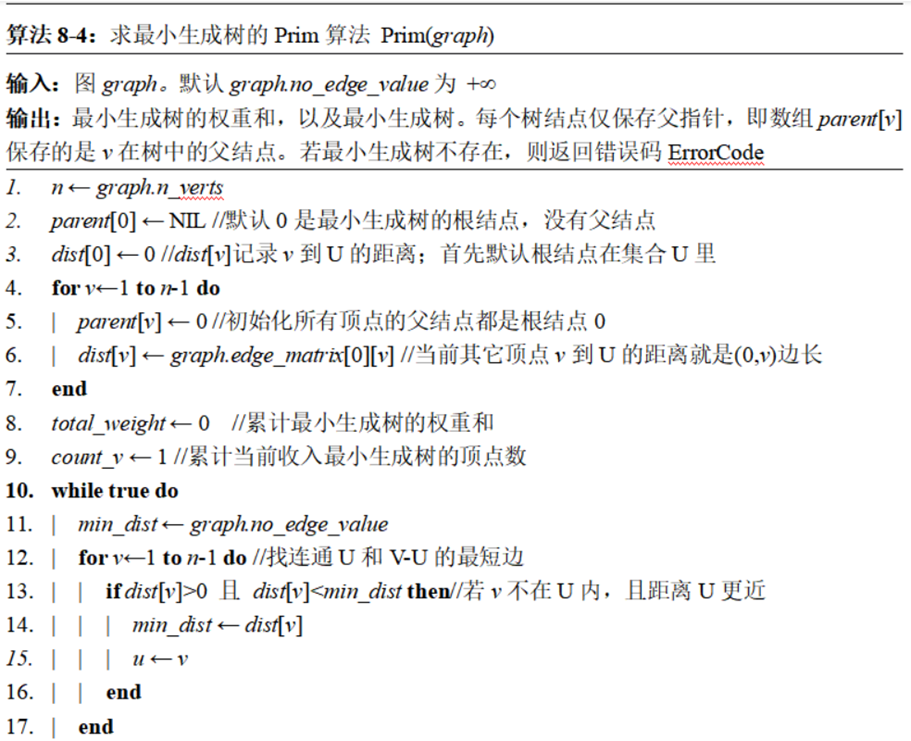 算法 8-4：求最小生成树的 Prim 算法 Prim(graph)
输入：图 graph。默认 graph.no_edge_value 为 +∞
输出：最小生成树的权重和，以及最小生成树。每个树结点仅保存父指针，即数组 parent[v]
保存的是 v 在树中的父结点。若最小生成树不存在，则返回错误码 ErrorCode
1. n ← graph.n_verts
2. parent[0] ← NIL //默认 0 是最小生成树的根结点，没有父结点
3. dist[0] ← 0 //dist[v]记录 v 到 U 的距离；首先默认根结点在集合 U 里
4. for v←1 to n-1 do
5. | parent[v] ← 0 //初始化所有顶点的父结点都是根结点 0
6. | dist[v] ← graph.edge_matrix[0][v] //当前其它顶点 v 到 U 的距离就是(0,v)边长
7. end
8. total_weight ← 0 //累计最小生成树的权重和
9. count_v ← 1 //累计当前收入最小生成树的顶点数
10. while true do
11. | min_dist ← graph.no_edge_value
12. | for v←1 to n-1 do //找连通 U 和 V-U 的最短边
13. | | if dist[v]>0 且 dist[v]<min_dist then//若 v 不在 U 内，且距离 U 更近
14. | | | min_dist ← dist[v]
15. | | | u ← v
16. | | end
17. | end